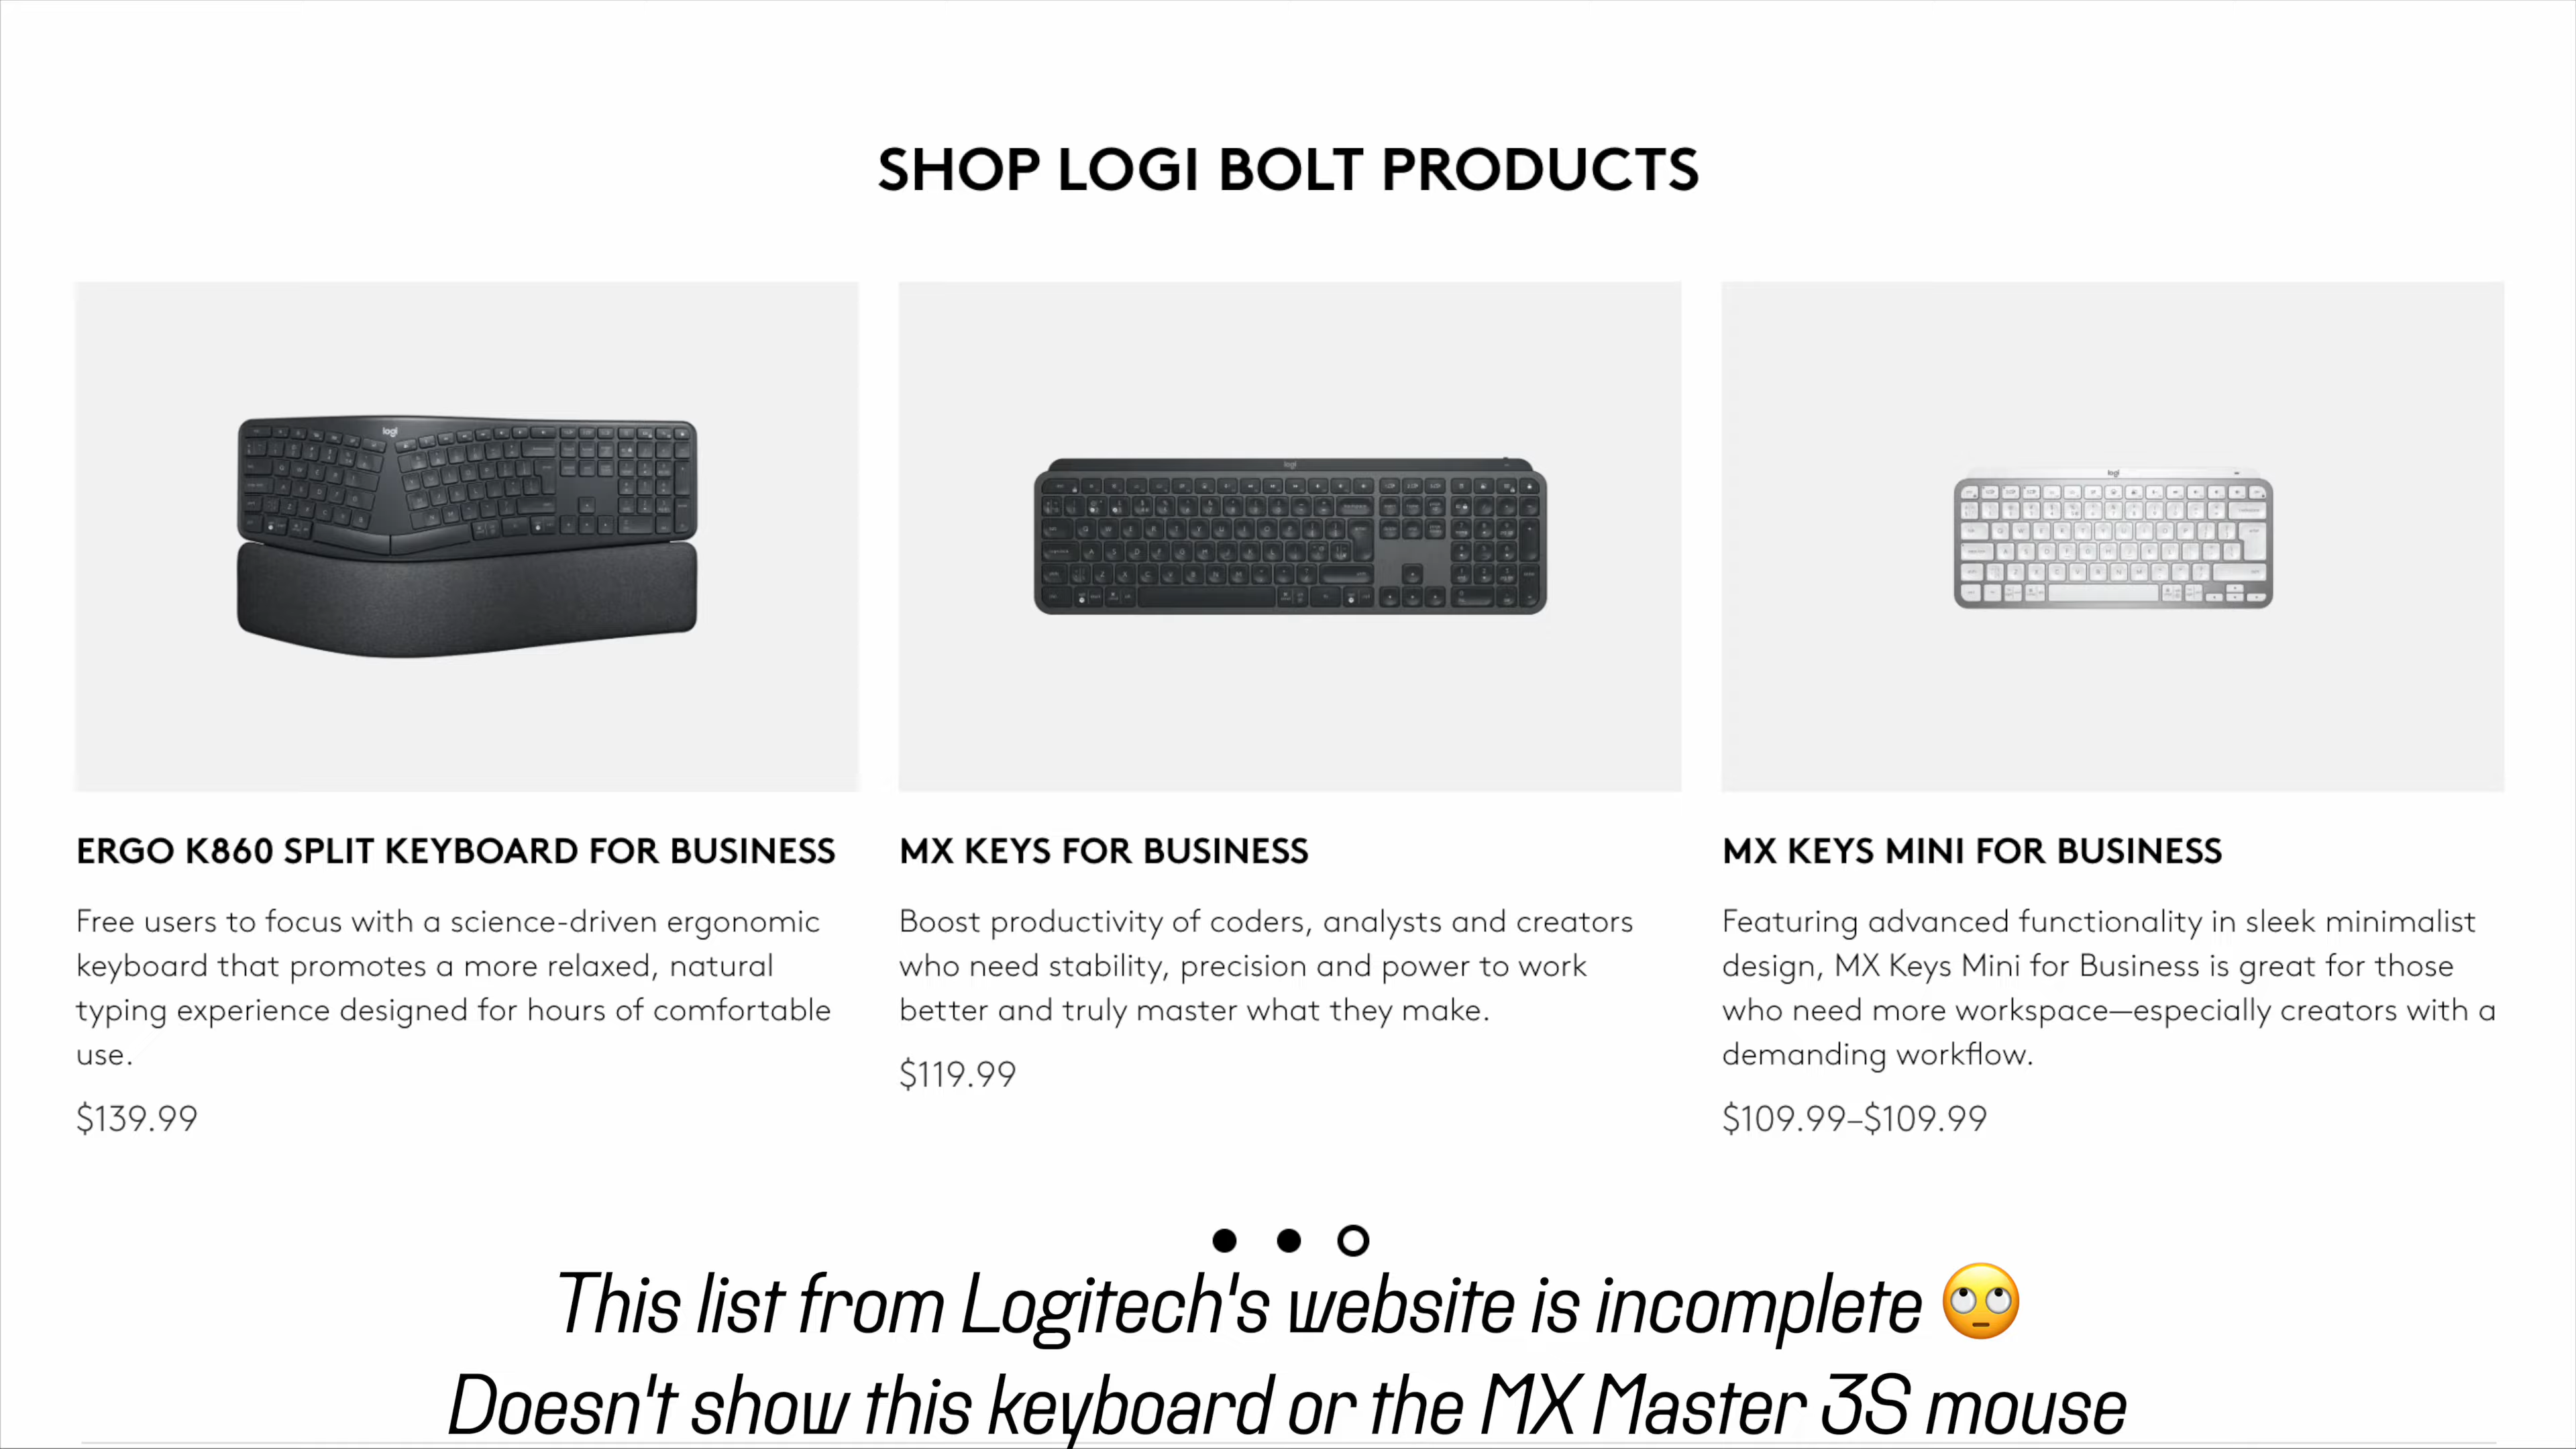 SHOP LOGI BOLT PRODUCTS
logi
logi
logi
ERGO K860 SPLIT KEYBOARD FOR BUSINESS
Free users to focus with a science-driven ergonomic
keyboard that promotes a more relaxed, natural
typing experience designed for hours of comfortable
use.
$139.99
MX KEYS FOR BUSINESS
Boost productivity of coders, analysts and creators
who need stability, precision and power to work
better and truly master what they make.
$119.99
MX KEYS MINI FOR BUSINESS
Featuring advanced functionality in sleek minimalist
design, MX Keys Mini for Business is great for those
who need more workspace—especially creators with a
demanding workflow.
$109.99–$109.99
This list from Logitech's website is incomplete 🙄
Doesn't show this keyboard or the MX Master 3S mouse